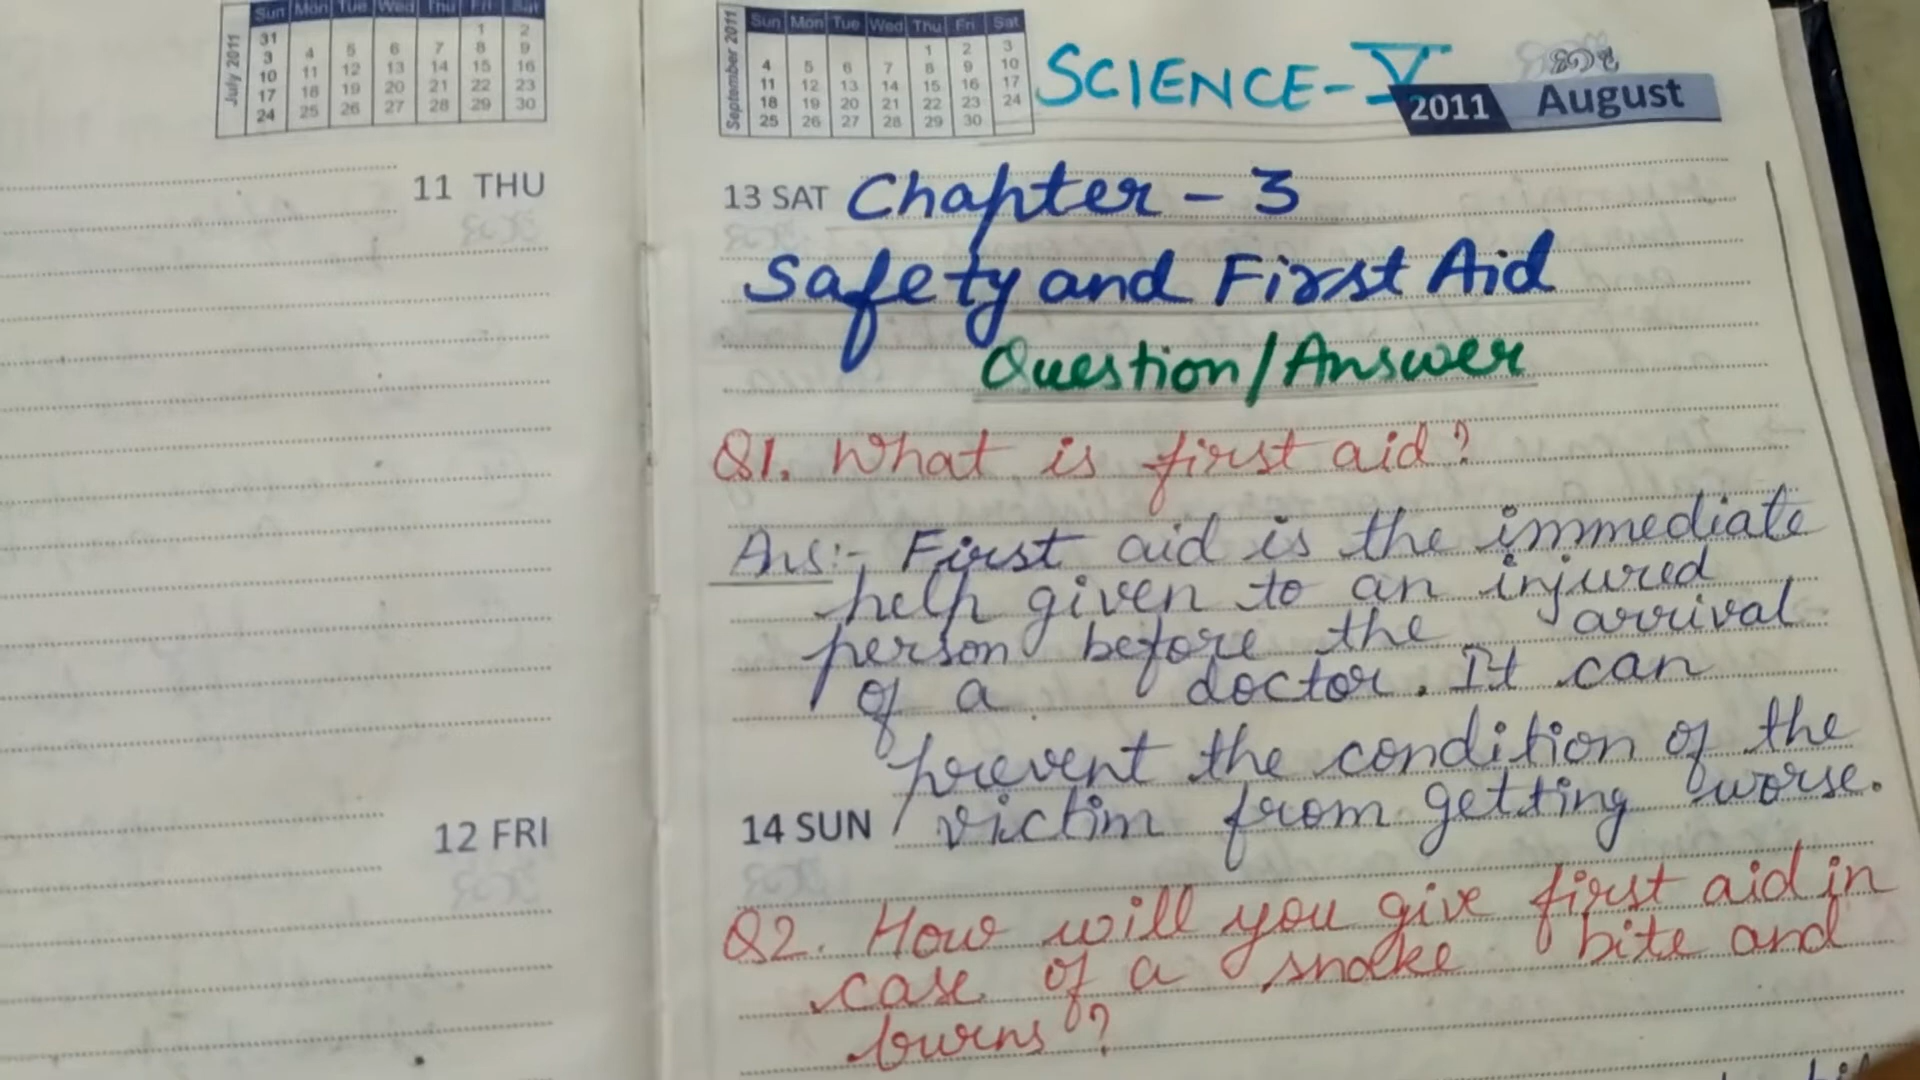 July 2011
Sun Mon Tue Wed Thu Fri Sat
31 1 2
3 4 5 6 7 8 9
10 11 12 13 14 15 16
17 18 19 20 21 22 23
24 25 26 27 28 29 30
11 THU
12 FRI
September 2011
Sun Mon Tue Wed Thu Fri Sat
1 2 3
4 5 6 7 8 9 10
11 12 13 14 15 16 17
18 19 20 21 22 23 24
25 26 27 28 29 30
SCIENCE-V
2011 August
13 SAT Chapter - 3
Safety and First Aid
Question/Answer
Q1. What is first aid?
Ans:- First aid is the immediate
help given to an injured
person before the arrival
of a doctor. It can
prevent the condition of the
14 SUN victim from getting worse.
Q2. How will you give first aid in
case of a snake bite and
burns?